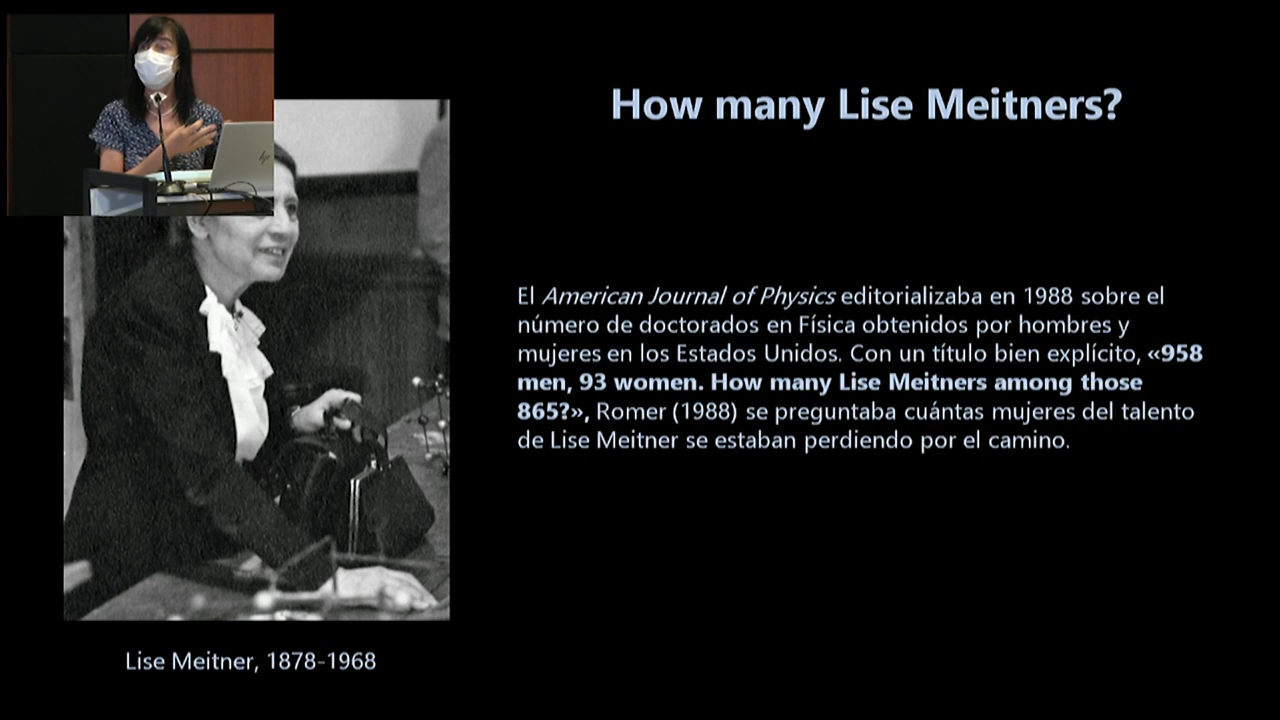 How many Lise Meitners?
El American Journal of Physics editorializaba en 1988 sobre el
número de doctorados en Física obtenidos por hombres y
mujeres en los Estados Unidos. Con un título bien explícito, «958
men, 93 women. How many Lise Meitners among those
865?», Romer (1988) se preguntaba cuántas mujeres del talento
de Lise Meitner se estaban perdiendo por el camino.
Lise Meitner, 1878-1968
hp